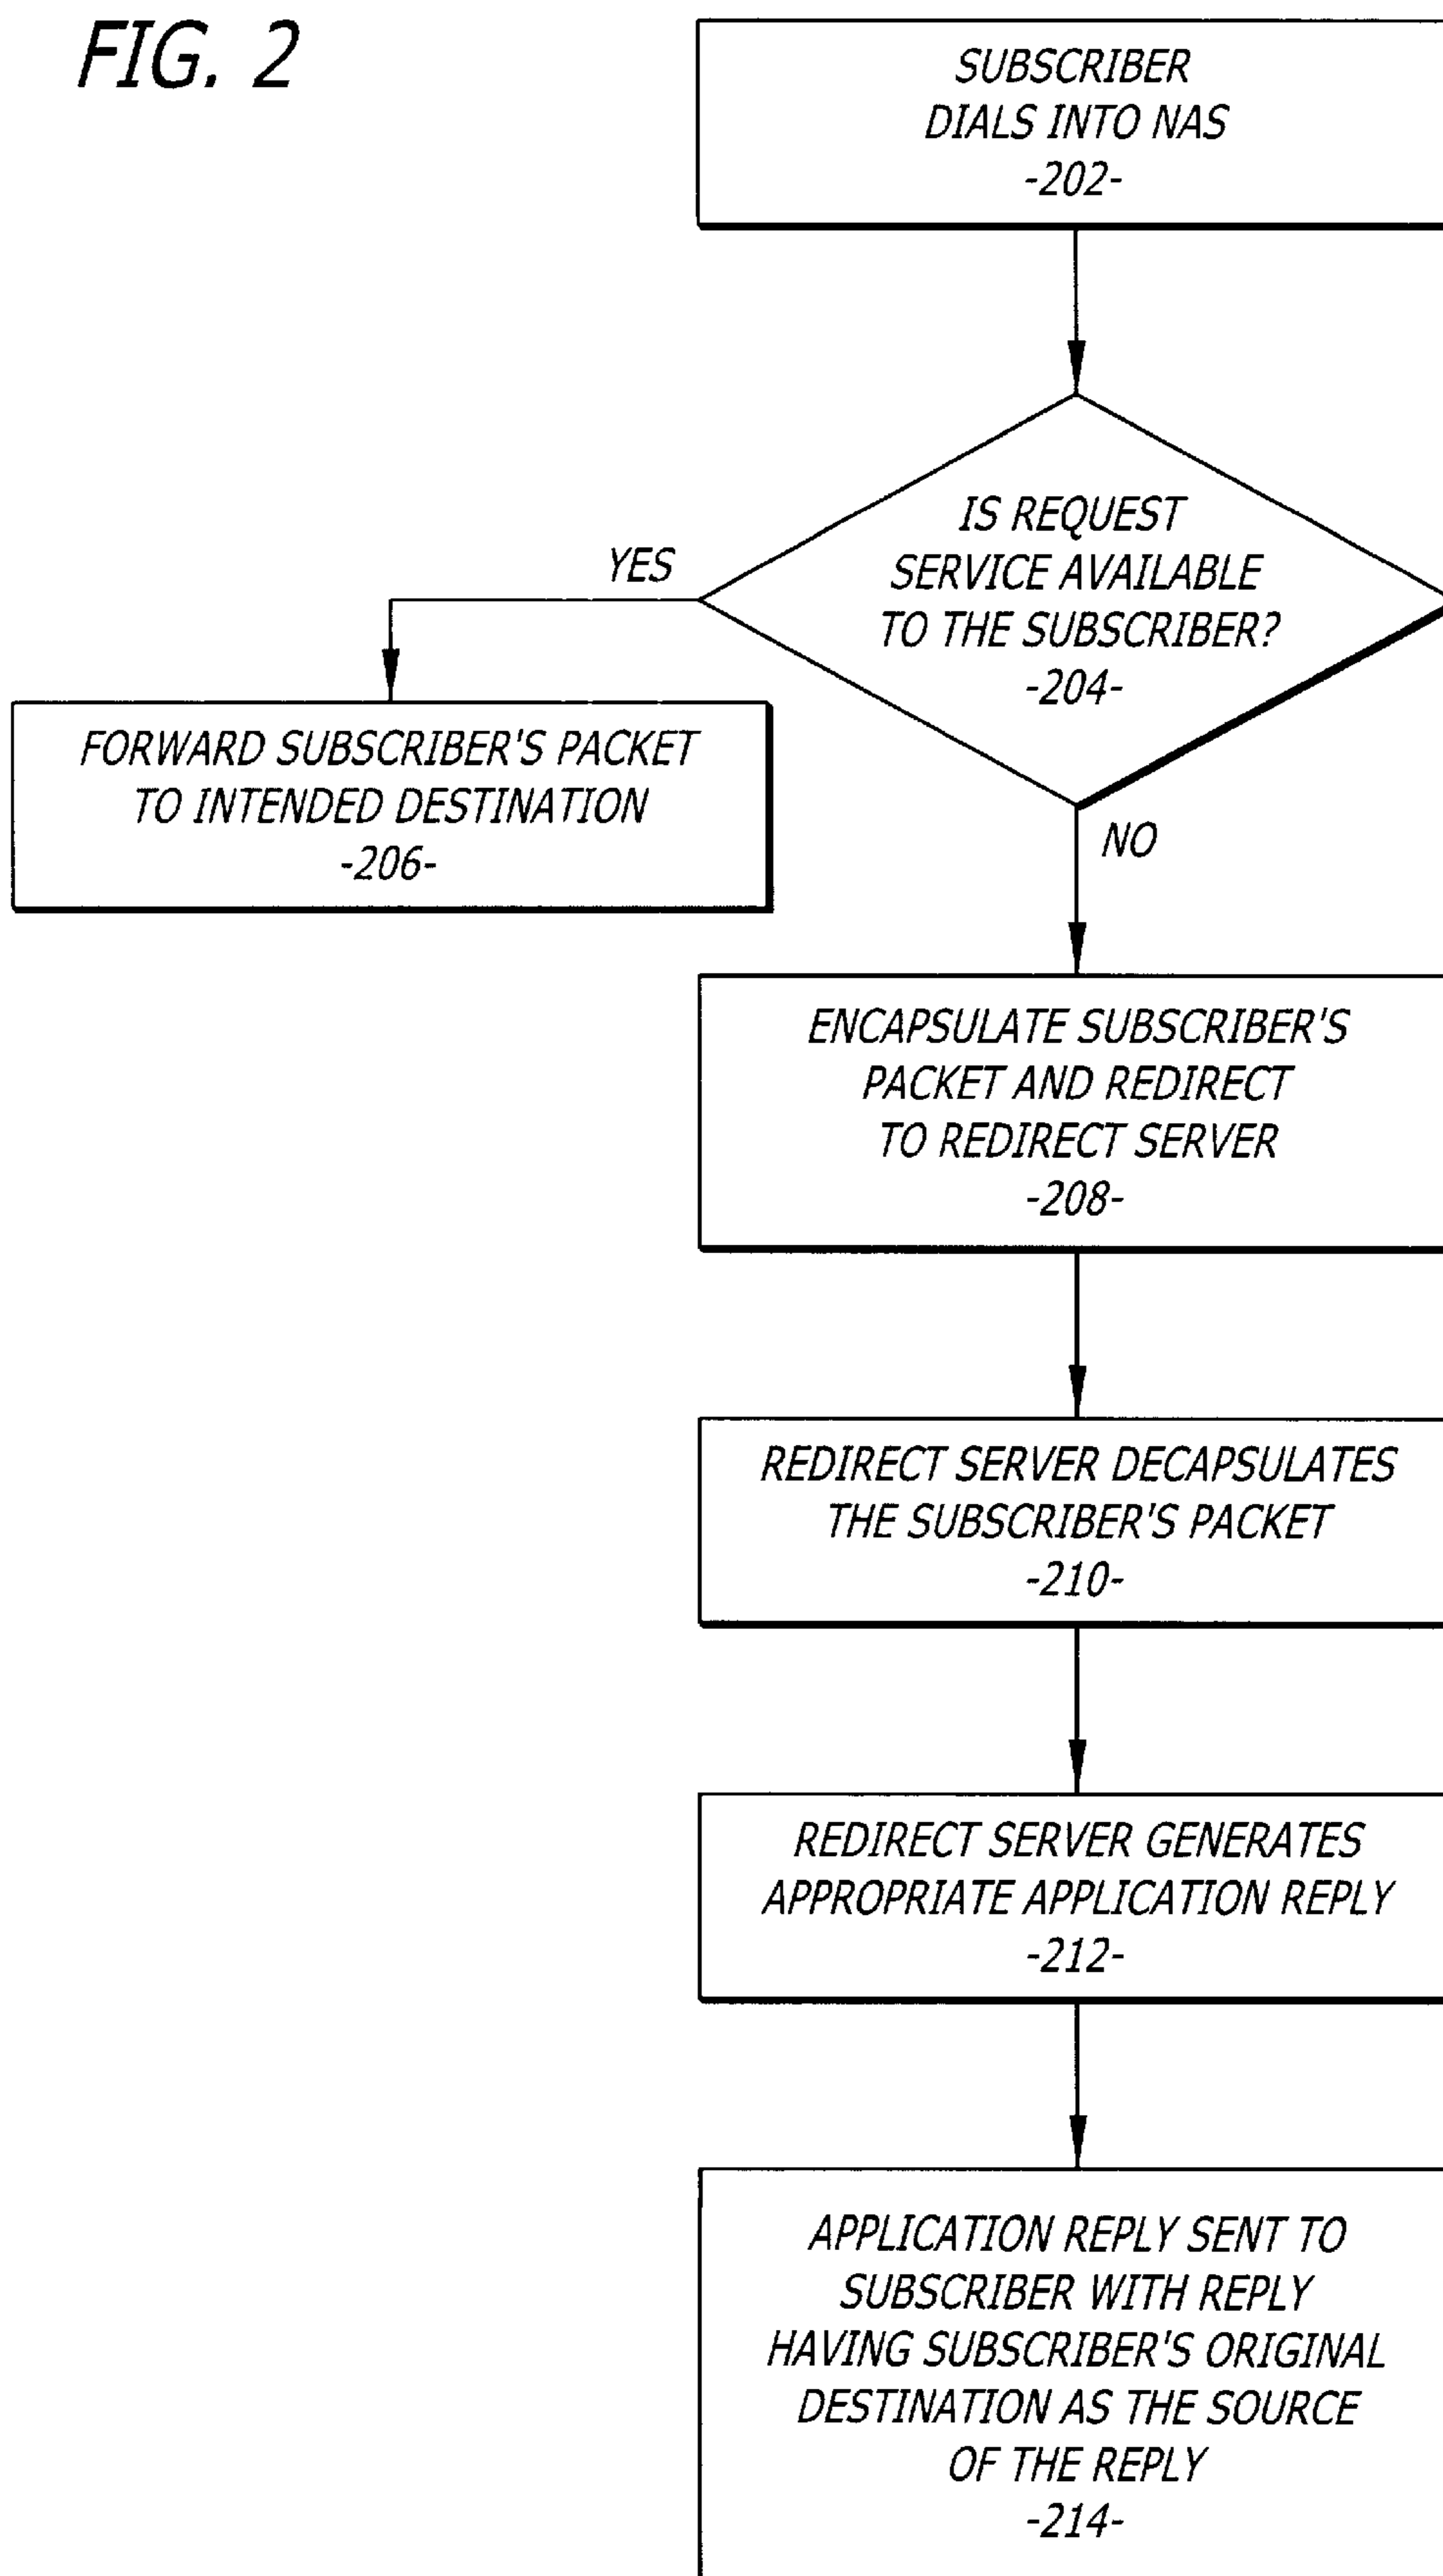 FIG. 2
SUBSCRIBER
DIALS INTO NAS
-202-
IS REQUEST
SERVICE AVAILABLE
TO THE SUBSCRIBER?
-204-
YES
FORWARD SUBSCRIBER'S PACKET
TO INTENDED DESTINATION
-206-
NO
ENCAPSULATE SUBSCRIBER'S
PACKET AND REDIRECT
TO REDIRECT SERVER
-208-
REDIRECT SERVER DECAPSULATES
THE SUBSCRIBER'S PACKET
-210-
REDIRECT SERVER GENERATES
APPROPRIATE APPLICATION REPLY
-212-
APPLICATION REPLY SENT TO
SUBSCRIBER WITH REPLY
HAVING SUBSCRIBER'S ORIGINAL
DESTINATION AS THE SOURCE
OF THE REPLY
-214-